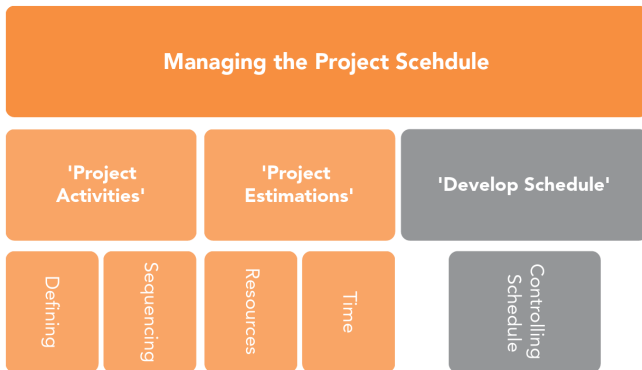 Managing the Project Scehdule
'Project
Activities'
'Project
Estimations'
'Develop Schedule'
Defining
Sequencing
Resources
Time
Controlling
Schedule